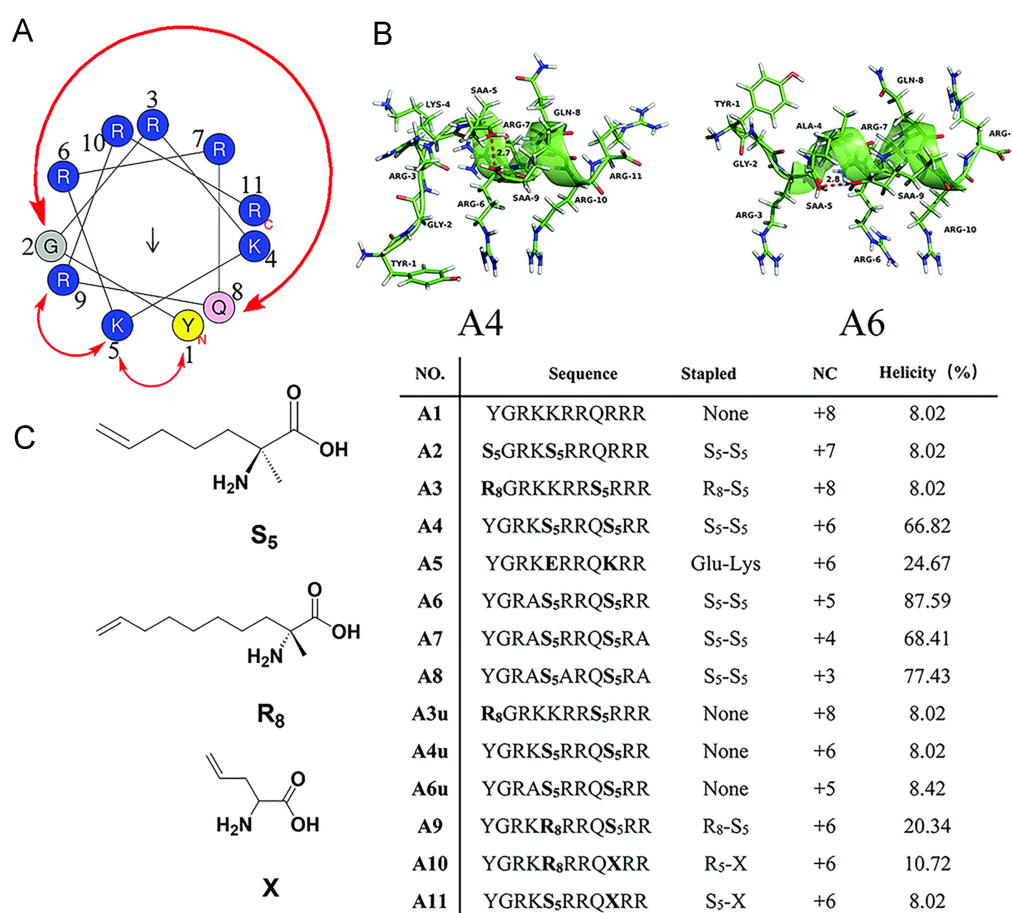 A
3
10
R
R
7
R
6
R
11
R
C
2
G
K
4
R
9
8
Q
K
5
Y
N
1
B
LYS-4
SAA-5
GLN-8
ARG-7
2.7
ARG-3
ARG-11
ARG-6
SAA-9
ARG-10
GLY-2
TYR-1
A4
GLN-8
TYR-1
ALA-4
ARG-7
GLY-2
2.8
SAA-9
ARG-3
SAA-5
ARG-10
ARG-6
A6
C
O
OH
H2N
S5
O
OH
H2N
R8
O
H2N
OH
X
NO. Sequence Stapled NC Helicity (%)
A1 YGRKKRRQRRR None +8 8.02
A2 S5GRKS5RRQRRR S5-S5 +7 8.02
A3 R8GRKKRRS5RRR R8-S5 +8 8.02
A4 YGRKS5RRQS5RR S5-S5 +6 66.82
A5 YGRKERRQKRR Glu-Lys +6 24.67
A6 YGRAS5RRQS5RR S5-S5 +5 87.59
A7 YGRAS5RRQS5RA S5-S5 +4 68.41
A8 YGRAS5ARQS5RA S5-S5 +3 77.43
A3u R8GRKKRRS5RRR None +8 8.02
A4u YGRKS5RRQS5RR None +6 8.02
A6u YGRAS5RRQS5RR None +5 8.42
A9 YGRKR8RRQS5RR R8-S5 +6 20.34
A10 YGRKR8RRQXRR R5-X +6 10.72
A11 YGRKS5RRQXRR S5-X +6 8.02